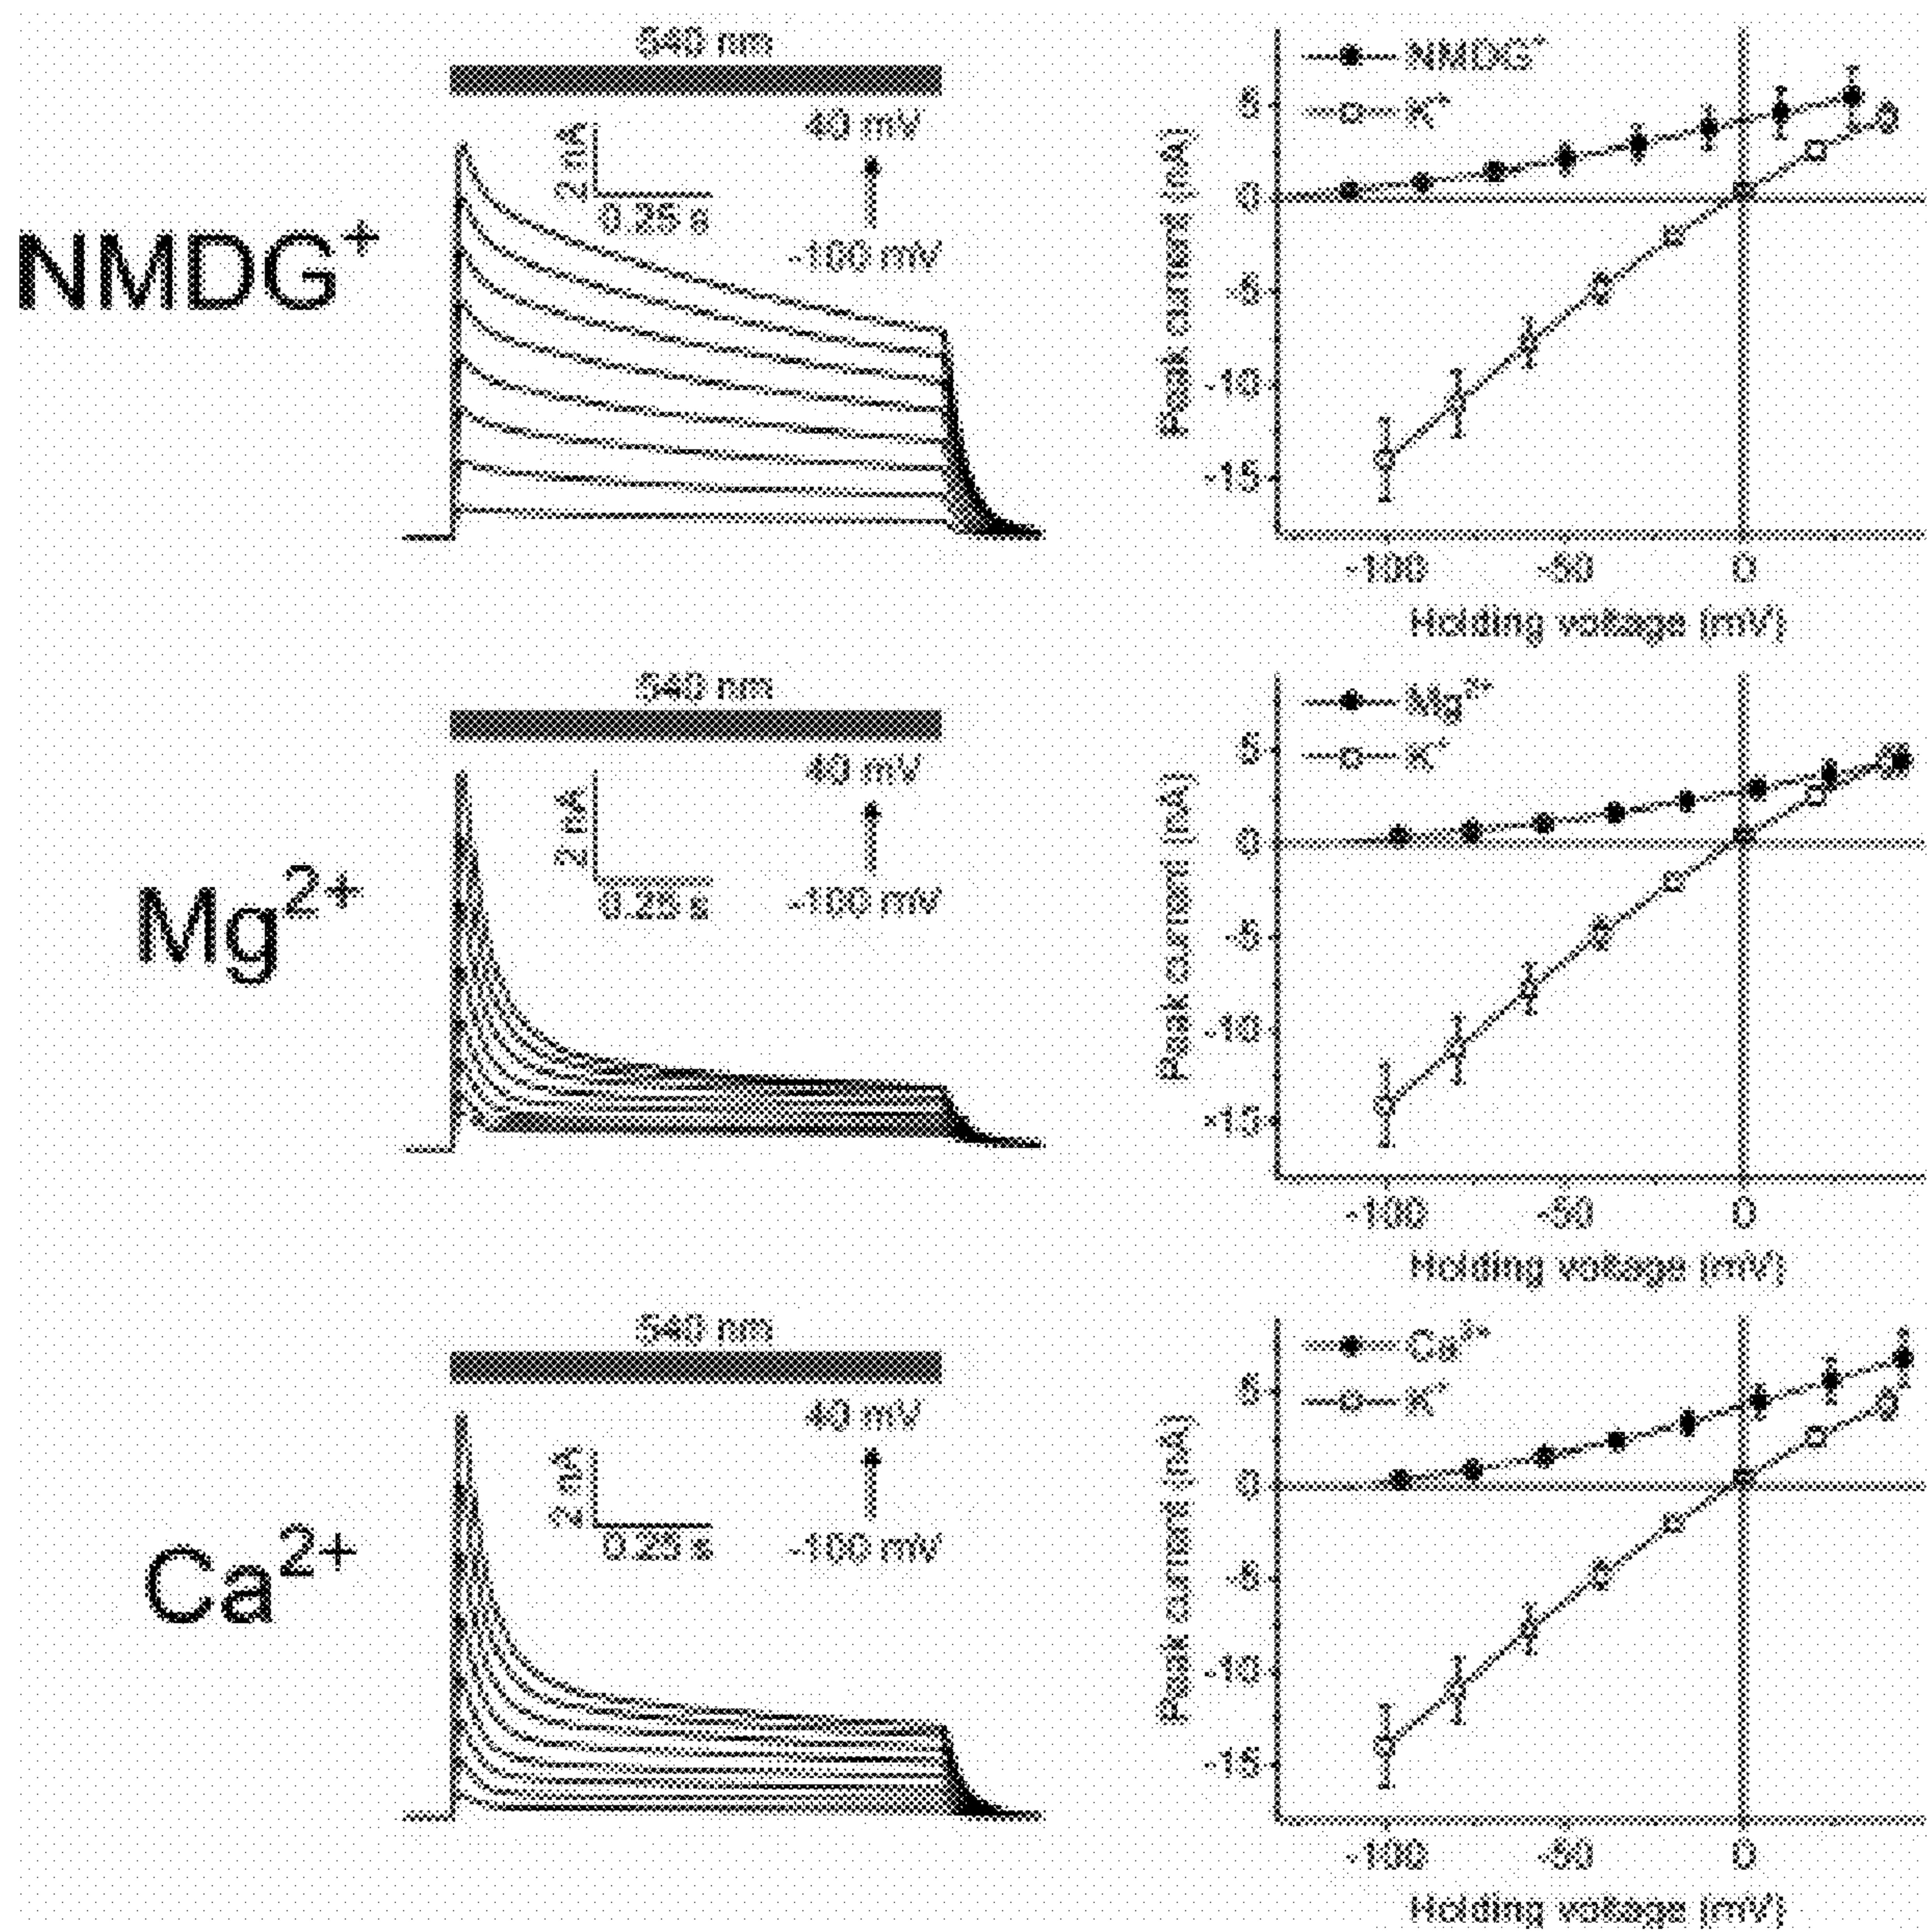 540 nm
2 nA
0.25 s
40 mV
-100 mV
NMDG⁺
NMDG⁺
K⁺
Peak current (nA)
5
0
-5
-10
-15
-100
-50
0
Holding voltage (mV)
540 nm
2 nA
0.25 s
40 mV
-100 mV
Mg²⁺
Mg²⁺
K⁺
Peak current (nA)
5
0
-5
-10
-15
-100
-50
0
Holding voltage (mV)
540 nm
2 nA
0.25 s
40 mV
-100 mV
Ca²⁺
Ca²⁺
K⁺
Peak current (nA)
5
0
-5
-10
-15
-100
-50
0
Holding voltage (mV)